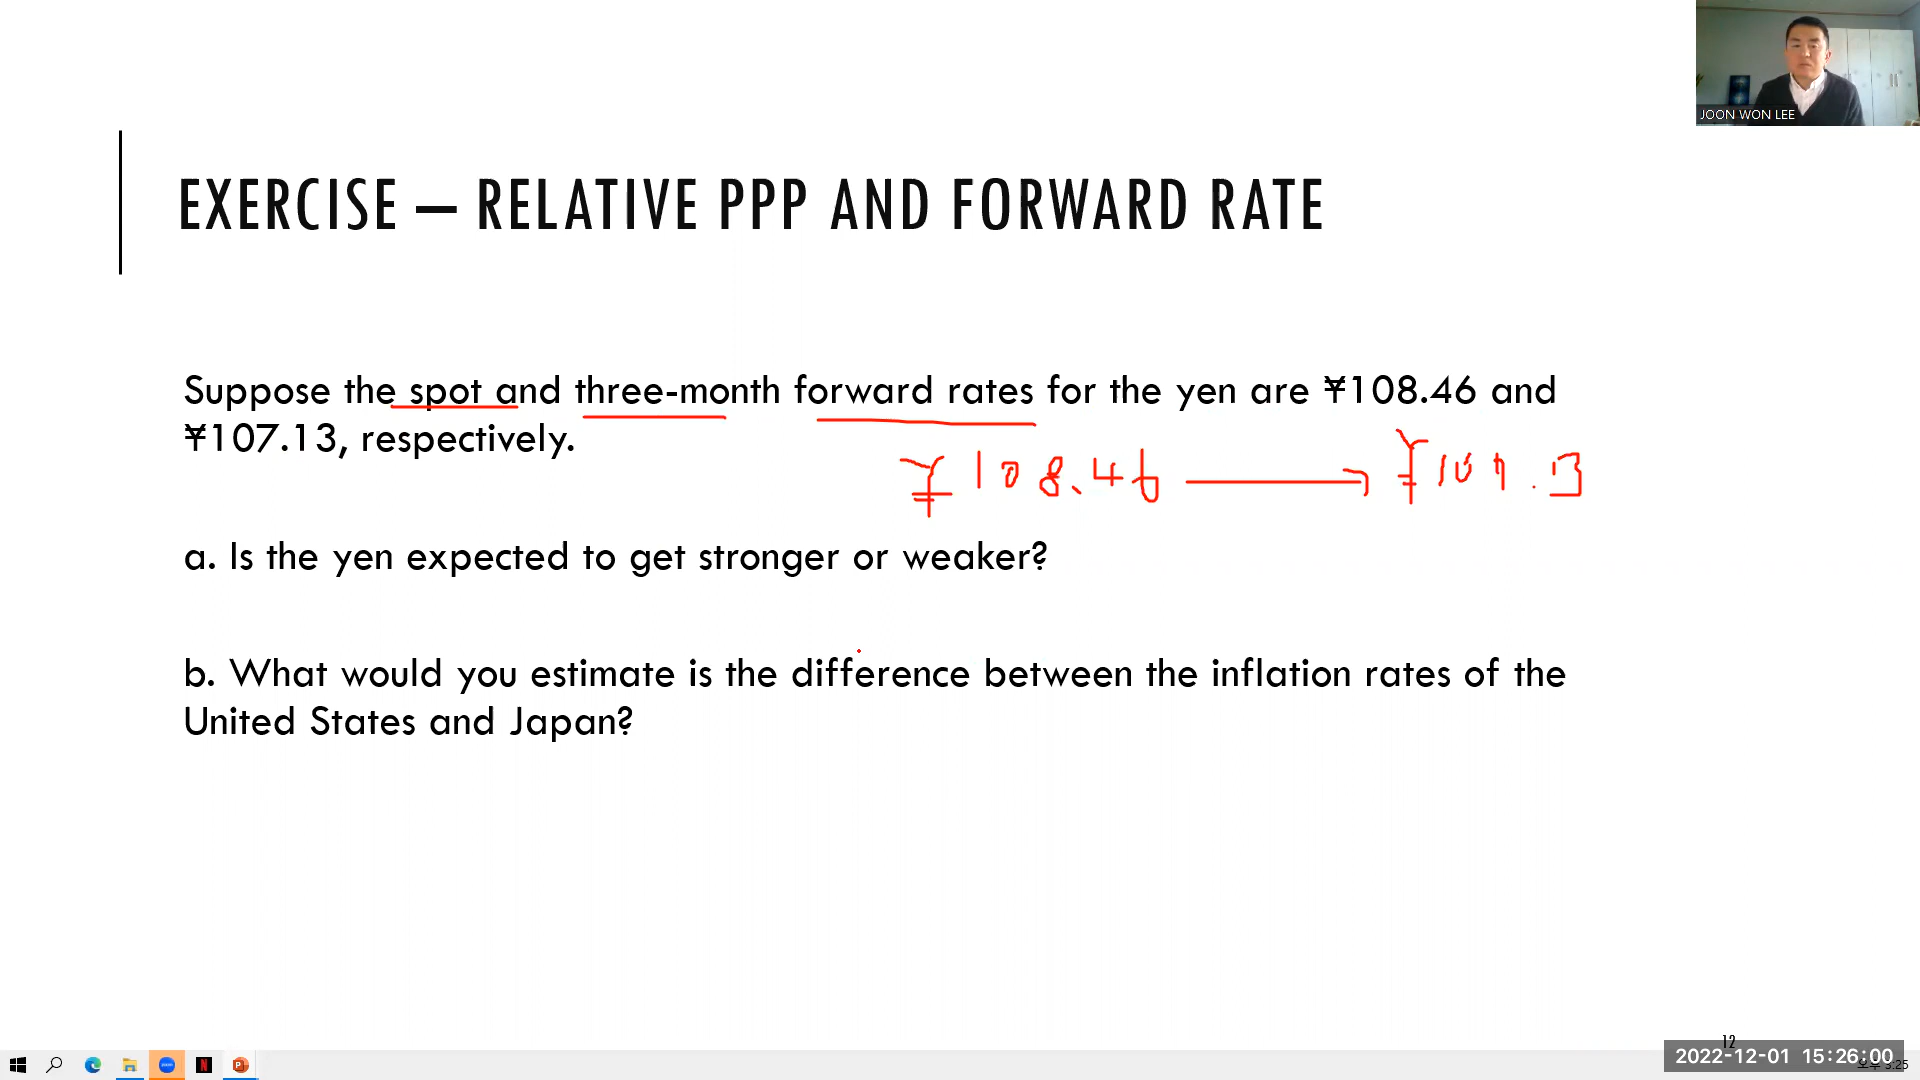 JOON WON LEE
EXERCISE – RELATIVE PPP AND FORWARD RATE
Suppose the spot and three-month forward rates for the yen are ¥108.46 and
¥107.13, respectively.
¥108.46 → ¥107.13
a. Is the yen expected to get stronger or weaker?
b. What would you estimate is the difference between the inflation rates of the
United States and Japan?
12
2022-12-01 15:26:00